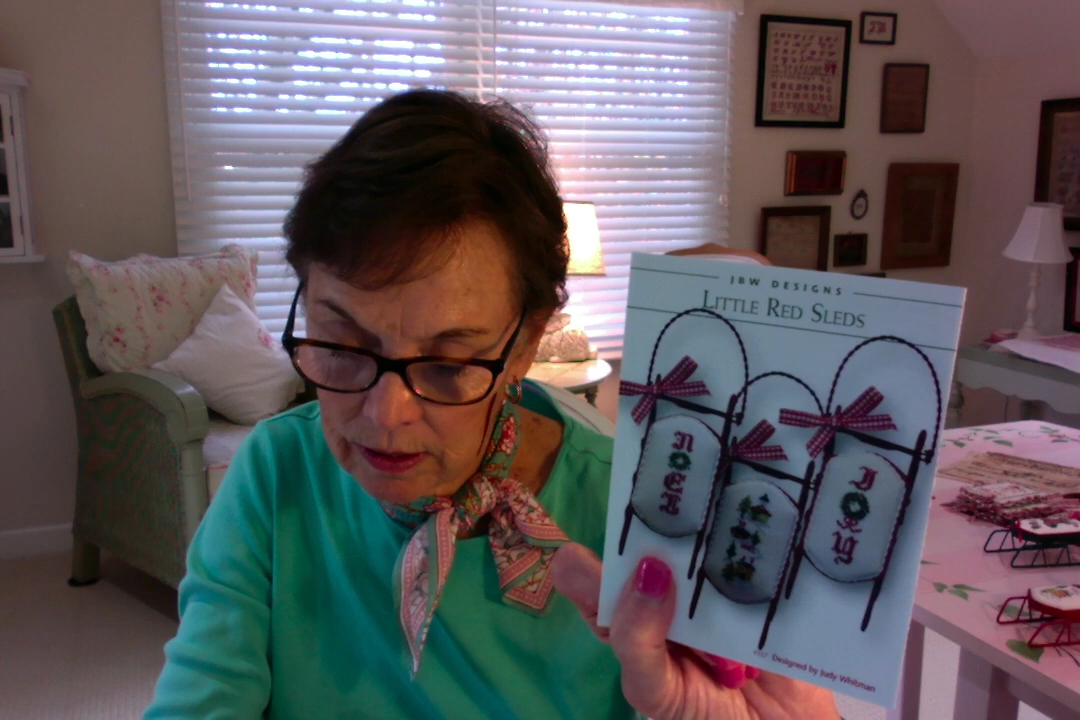 JBW DESIGNS
LITTLE RED SLEDS
NOEL
JOY
Designed by Judy Whitman